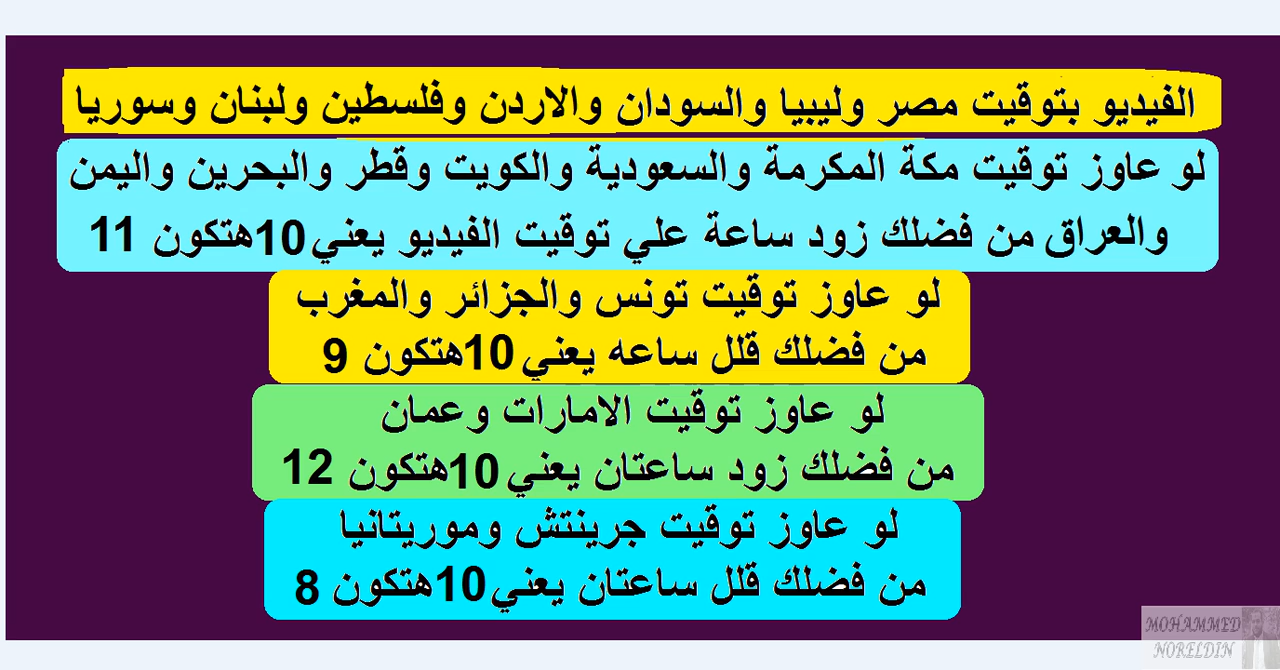 الفيديو بتوقيت مصر وليبيا والسودان والاردن وفلسطين ولبنان وسوريا
لو عاوز توقيت مكة المكرمة والسعودية والكويت وقطر والبحرين واليمن
والعراق من فضلك زود ساعة علي توقيت الفيديو يعني 10هتكون 11
لو عاوز توقيت تونس والجزائر والمغرب
من فضلك قلل ساعه يعني 10هتكون 9
لو عاوز توقيت الامارات وعمان
من فضلك زود ساعتان يعني 10هتكون 12
لو عاوز توقيت جرينتش وموريتانيا
من فضلك قلل ساعتان يعني 10هتكون 8
MOHAMMED
NORELDIN